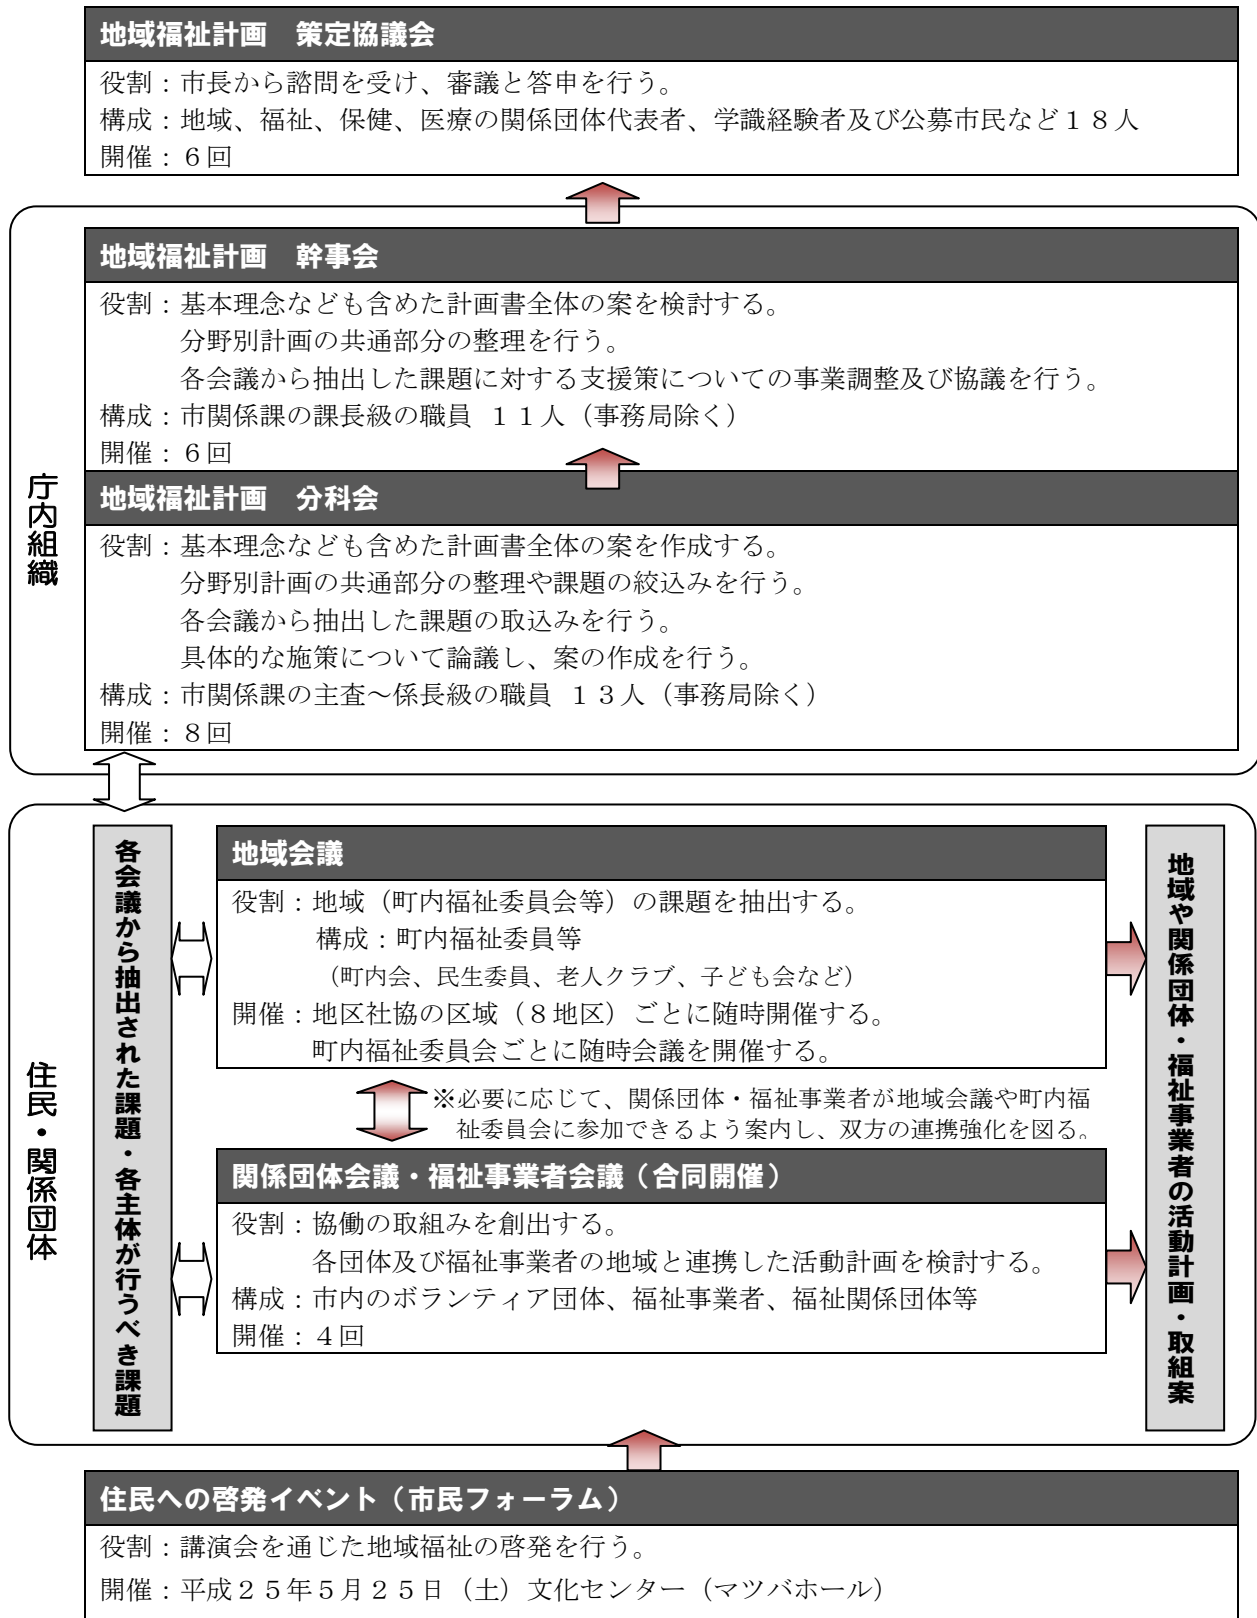 地域福祉計画　策定協議会
役割：市長から諮問を受け、審議と答申を行う。
構成：地域、福祉、保健、医療の関係団体代表者、学識経験者及び公募市民など１８人
開催：６回
庁内組織
地域福祉計画　幹事会
役割：基本理念なども含めた計画書全体の案を検討する。
分野別計画の共通部分の整理を行う。
各会議から抽出した課題に対する支援策についての事業調整及び協議を行う。
構成：市関係課の課長級の職員 １１人（事務局除く）
開催：６回
地域福祉計画　分科会
役割：基本理念なども含めた計画書全体の案を作成する。
分野別計画の共通部分の整理や課題の絞込みを行う。
各会議から抽出した課題の取込みを行う。
具体的な施策について論議し、案の作成を行う。
構成：市関係課の主査～係長級の職員 １３人（事務局除く）
開催：８回
住民・関係団体
各会議から抽出された課題・各主体が行うべき課題
地域会議
役割：地域（町内福祉委員会等）の課題を抽出する。
構成：町内福祉委員等
（町内会、民生委員、老人クラブ、子ども会など）
開催：地区社協の区域（８地区）ごとに随時開催する。
町内福祉委員会ごとに随時会議を開催する。
※必要に応じて、関係団体・福祉事業者が地域会議や町内福
祉委員会に参加できるよう案内し、双方の連携強化を図る。
関係団体会議・福祉事業者会議（合同開催）
役割：協働の取組みを創出する。
各団体及び福祉事業者の地域と連携した活動計画を検討する。
構成：市内のボランティア団体、福祉事業者、福祉関係団体等
開催：４回
地域や関係団体・福祉事業者の活動計画・取組案
住民への啓発イベント（市民フォーラム）
役割：講演会を通じた地域福祉の啓発を行う。
開催：平成２５年５月２５日（土）文化センター（マツバホール）